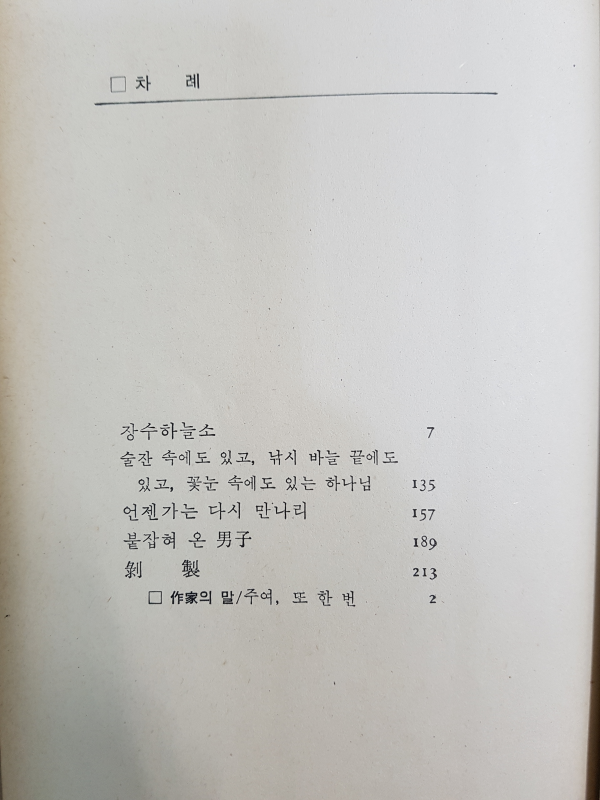 □ 차 례
장수하늘소 7
술잔 속에도 있고, 낚시 바늘 끝에도
있고, 꽃눈 속에도 있는 하나님 135
언젠가는 다시 만나리 157
붙잡혀 온 男子 189
剝 製 213
□ 作家의 말/주여, 또 한 번 2